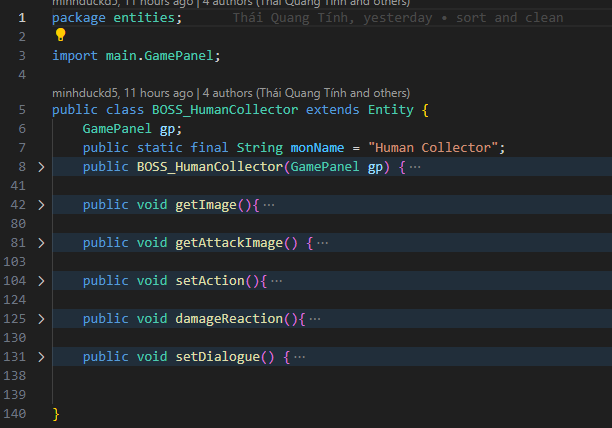 minhduckd5, 11 hours ago | 4 authors (Thái Quang Tính and others)
1 package entities; Thái Quang Tính, yesterday • sort and clean
2
3 import main.GamePanel;
4
minhduckd5, 11 hours ago | 4 authors (Thái Quang Tính and others)
5 public class BOSS_HumanCollector extends Entity {
6 GamePanel gp;
7 public static final String monName = "Human Collector";
8 public BOSS_HumanCollector(GamePanel gp) {···
41
42 public void getImage(){···
80
81 public void getAttackImage() {···
103
104 public void setAction(){···
124
125 public void damageReaction(){···
130
131 public void setDialogue() {···
138
139
140 }